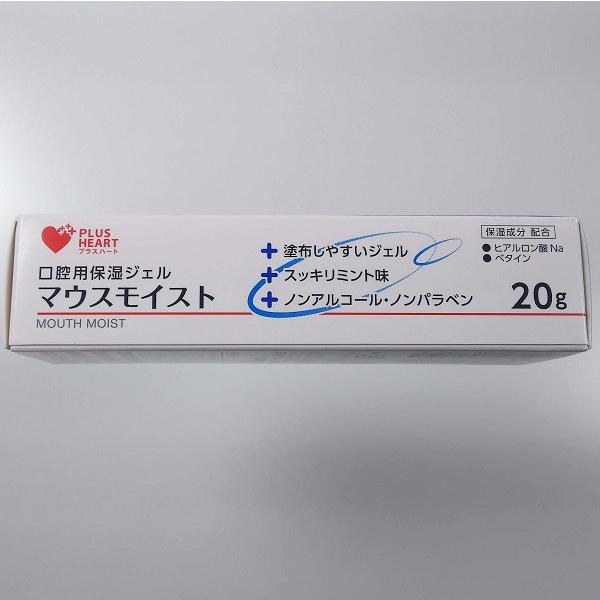 PLUS
HEART
プラスハート
口腔用保湿ジェル
マウスモイスト
MOUTH MOIST
+ 塗布しやすいジェル
+ スッキリミント味
+ ノンアルコール・ノンパラベン
保湿成分 配合
●ヒアルロン酸Na
●ベタイン
20g